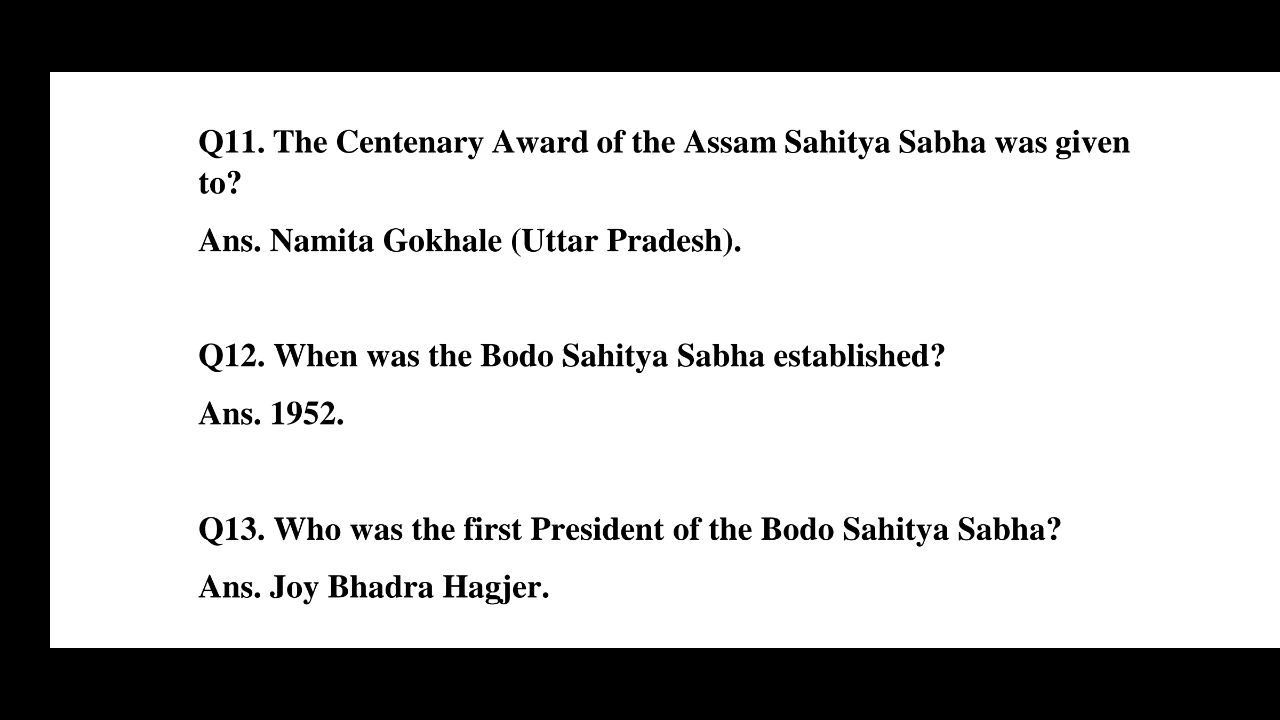 Q11. The Centenary Award of the Assam Sahitya Sabha was given
to?
Ans. Namita Gokhale (Uttar Pradesh).
Q12. When was the Bodo Sahitya Sabha established?
Ans. 1952.
Q13. Who was the first President of the Bodo Sahitya Sabha?
Ans. Joy Bhadra Hagjer.